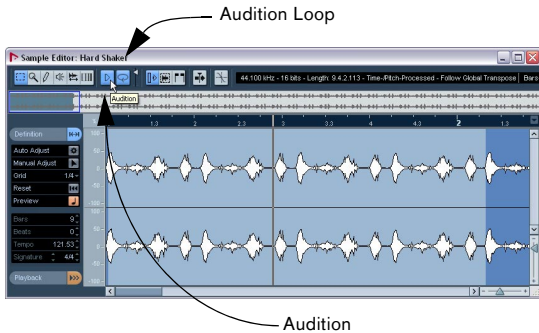 Audition Loop
Sample Editor: Hard Shaker
44.100 kHz - 16 bits - Length: 9.4.2.113 - Time-/Pitch-Processed - Follow Global Transpose Bars
Audition
1.3 2 2.3 3 3.3 4 4.3 2 1.3
Definition
Auto Adjust
Manual Adjust
Grid 1/4
Reset
Preview
Bars 9
Beats 0
Tempo 121.53
Signature 4/4
Playback
Audition